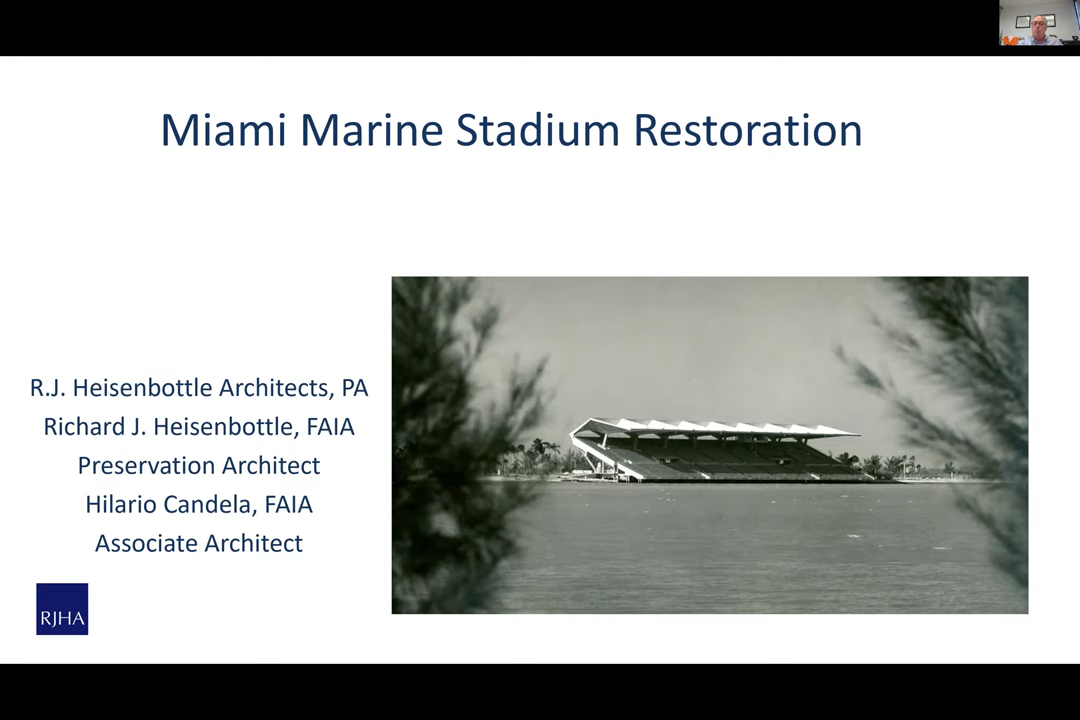 Miami Marine Stadium Restoration
R.J. Heisenbottle Architects, PA
Richard J. Heisenbottle, FAIA
Preservation Architect
Hilario Candela, FAIA
Associate Architect
RJHA